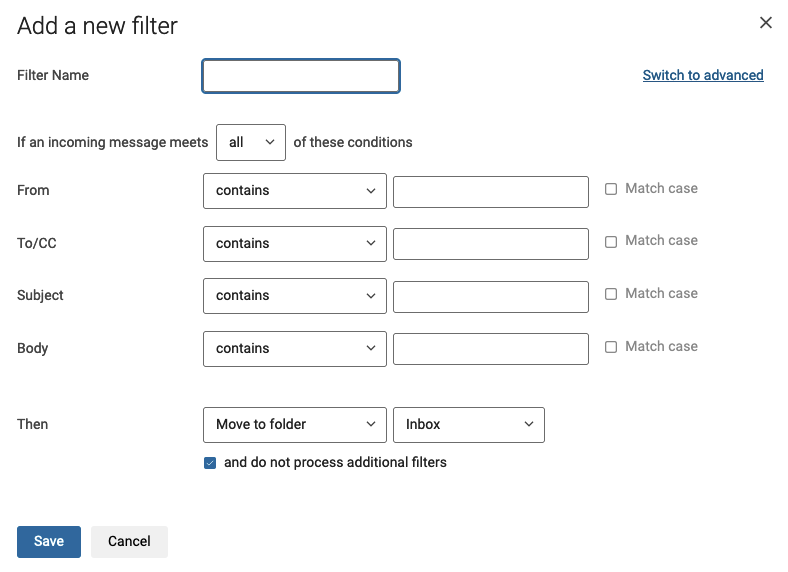 Add a new filter
Filter Name
Switch to advanced
If an incoming message meets all of these conditions
From contains Match case
To/CC contains Match case
Subject contains Match case
Body contains Match case
Then Move to folder Inbox
and do not process additional filters
Save Cancel